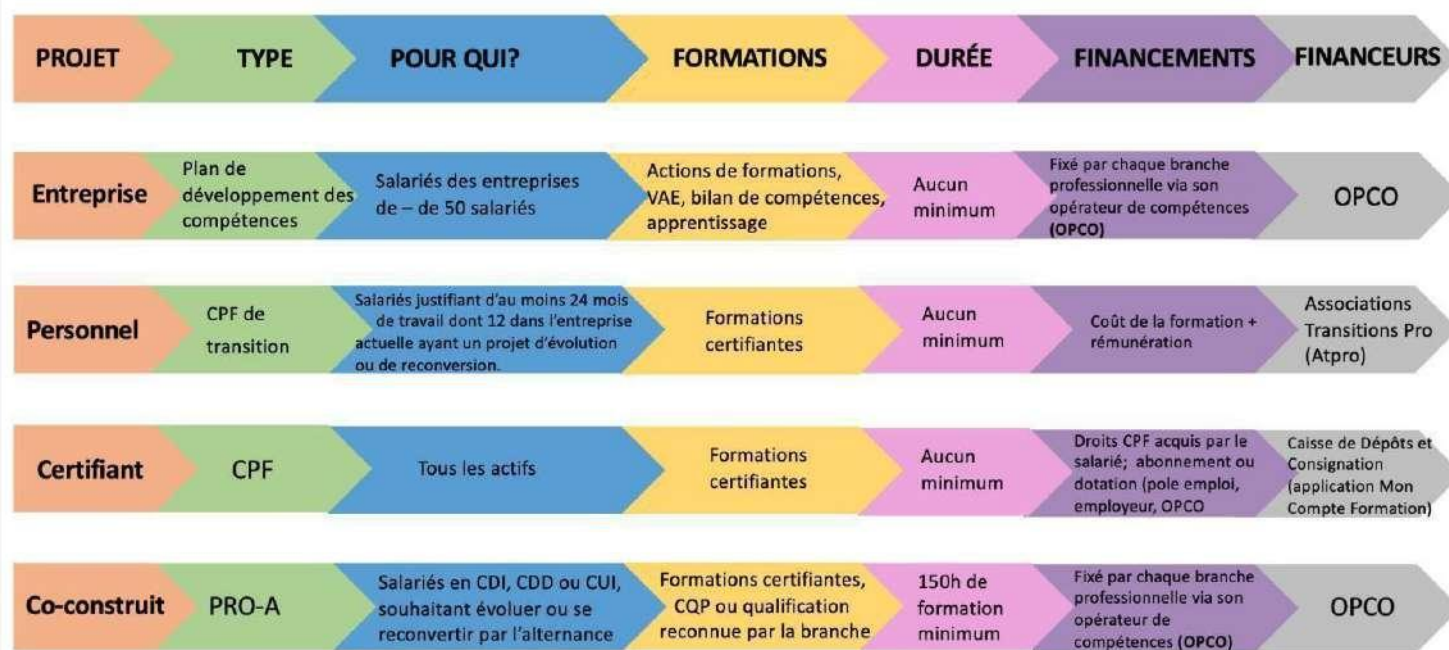 PROJET
TYPE
POUR QUI?
FORMATIONS
DURÉE
FINANCEMENTS
FINANCEURS
Entreprise
Plan de
développement des
compétences
Salariés des entreprises
de – de 50 salariés
Actions de formations,
VAE, bilan de compétences,
apprentissage
Aucun
minimum
Fixé par chaque branche
professionnelle via son
opérateur de compétences
(OPCO)
OPCO
Personnel
CPF de
transition
Salariés justifiant d'au moins 24 mois
de travail dont 12 dans l'entreprise
actuelle ayant un projet d'évolution
ou de reconversion.
Formations
certifiantes
Aucun
minimum
Coût de la formation +
rémunération
Associations
Transitions Pro
(Atpro)
Certifiant
CPF
Tous les actifs
Formations
certifiantes
Aucun
minimum
Droits CPF acquis par le
salarié; abonnement ou
dotation (pole emploi,
employeur, OPCO
Caisse de Dépôts et
Consignation
(application Mon
Compte Formation)
Co-construit
PRO-A
Salariés en CDI, CDD ou CUI,
souhaitant évoluer ou se
reconvertir par l'alternance
Formations certifiantes,
CQP ou qualification
reconnue par la branche
150h de
formation
minimum
Fixé par chaque branche
professionnelle via son
opérateur de
compétences (OPCO)
OPCO